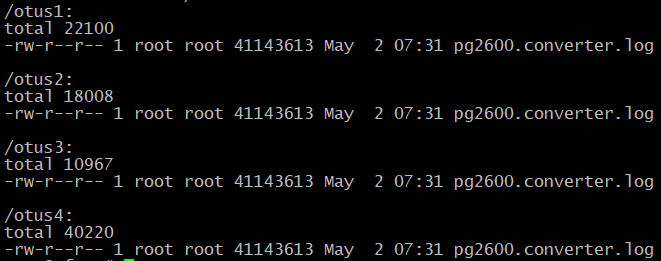 /otus1:
total 22100
-rw-r--r-- 1 root root 41143613 May  2 07:31 pg2600.converter.log
/otus2:
total 18008
-rw-r--r-- 1 root root 41143613 May  2 07:31 pg2600.converter.log
/otus3:
total 10967
-rw-r--r-- 1 root root 41143613 May  2 07:31 pg2600.converter.log
/otus4:
total 40220
-rw-r--r-- 1 root root 41143613 May  2 07:31 pg2600.converter.log